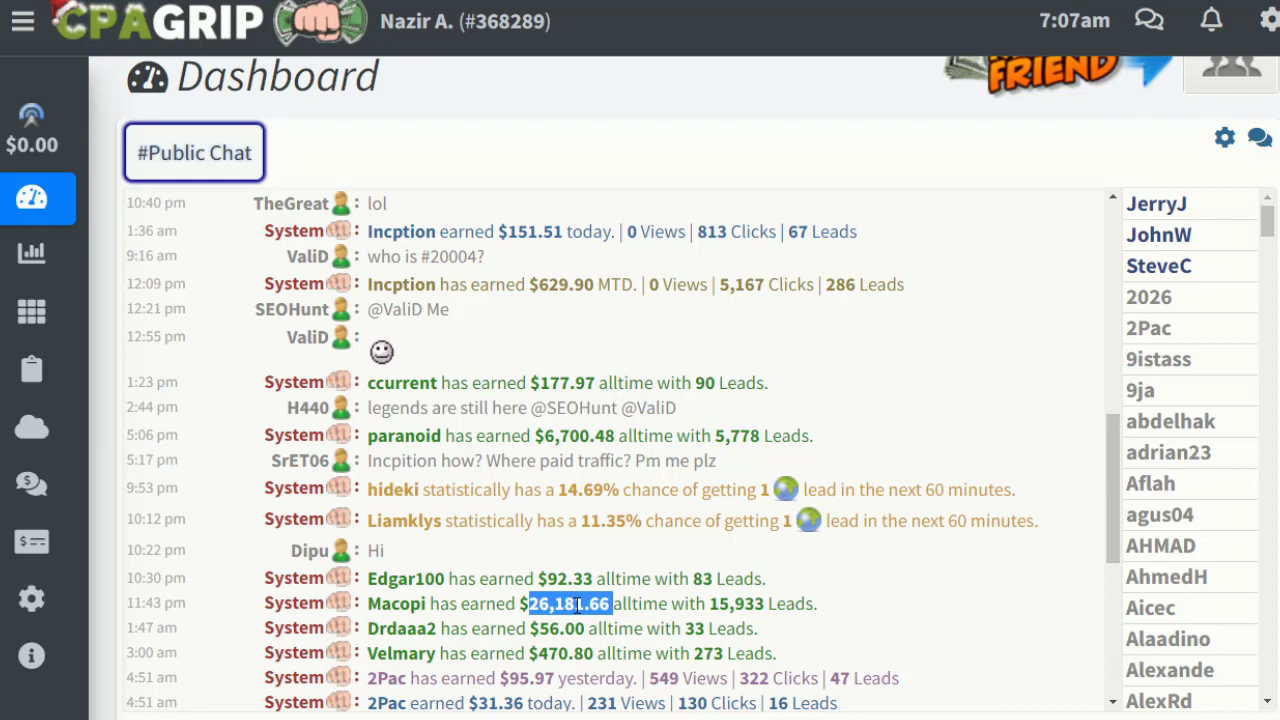 CPAGRIP Nazir A. (#368289) 7:07am
Dashboard
FRIEND
$0.00
#Public Chat
10:40 pm TheGreat : lol
1:36 am System : Incption earned $151.51 today. | 0 Views | 813 Clicks | 67 Leads
9:16 am ValiD : who is #20004?
12:09 pm System : Incption has earned $629.90 MTD. | 0 Views | 5,167 Clicks | 286 Leads
12:21 pm SEOHunt : @ValiD Me
12:55 pm ValiD :
1:23 pm System : ccurrent has earned $177.97 alltime with 90 Leads.
2:44 pm H440 : legends are still here @SEOHunt @ValiD
5:06 pm System : paranoid has earned $6,700.48 alltime with 5,778 Leads.
5:17 pm SrET06 : Incpition how? Where paid traffic? Pm me plz
9:53 pm System : hideki statistically has a 14.69% chance of getting 1 lead in the next 60 minutes.
10:12 pm System : Liamklys statistically has a 11.35% chance of getting 1 lead in the next 60 minutes.
10:22 pm Dipu : Hi
10:30 pm System : Edgar100 has earned $92.33 alltime with 83 Leads.
11:43 pm System : Macopi has earned $26,181.66 alltime with 15,933 Leads.
1:47 am System : Drdaaa2 has earned $56.00 alltime with 33 Leads.
3:00 am System : Velmary has earned $470.80 alltime with 273 Leads.
4:51 am System : 2Pac has earned $95.97 yesterday. | 549 Views | 322 Clicks | 47 Leads
4:51 am System : 2Pac earned $31.36 today. | 231 Views | 130 Clicks | 16 Leads
JerryJ
JohnW
SteveC
2026
2Pac
9istass
9ja
abdelhak
adrian23
Aflah
agus04
AHMAD
AhmedH
Aicec
Alaadino
Alexande
AlexRd